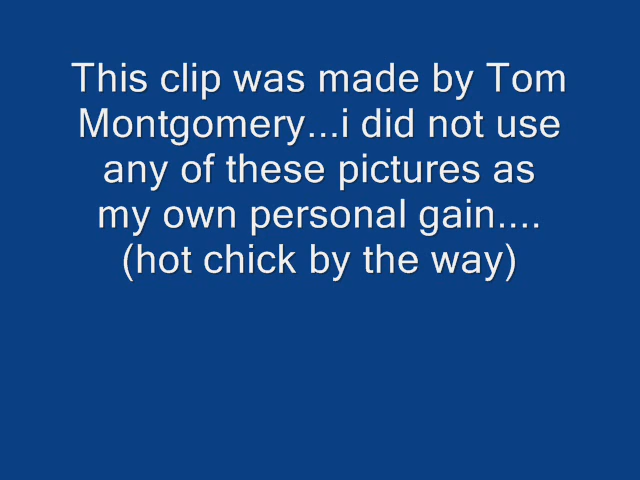 This clip was made by Tom
Montgomery...i did not use
any of these pictures as
my own personal gain....
(hot chick by the way)